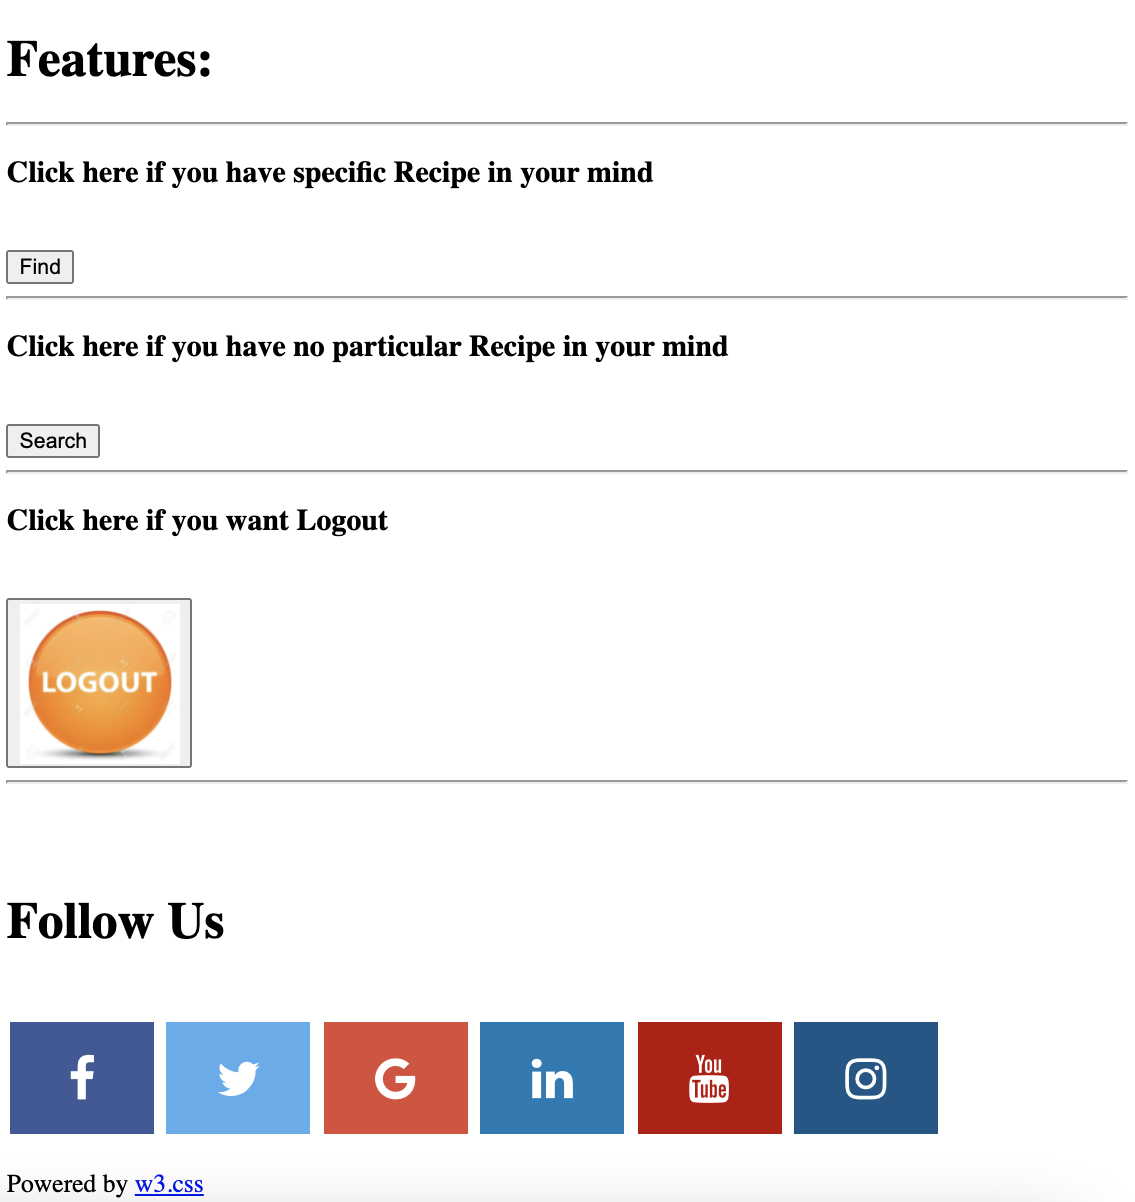 Features:
Click here if you have specific Recipe in your mind
Find
Click here if you have no particular Recipe in your mind
Search
Click here if you want Logout
LOGOUT
Follow Us
f G in You Tube
Powered by w3.css